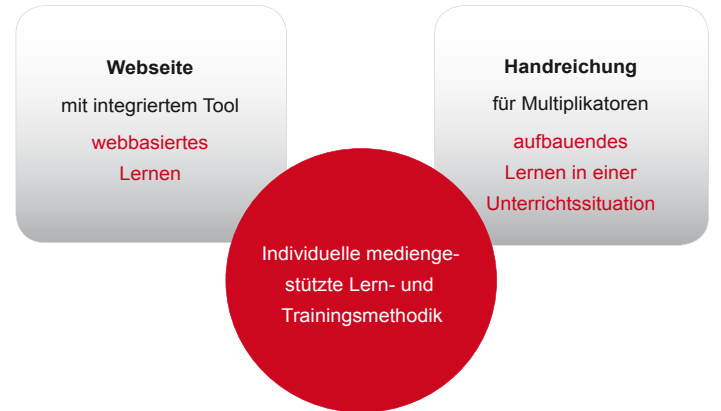 Webseite
mit integriertem Tool
webbasiertes
Lernen
Handreichung
für Multiplikatoren
aufbauendes
Lernen in einer
Unterrichtssituation
Individuelle medienge-
stützte Lern- und
Trainingsmethodik